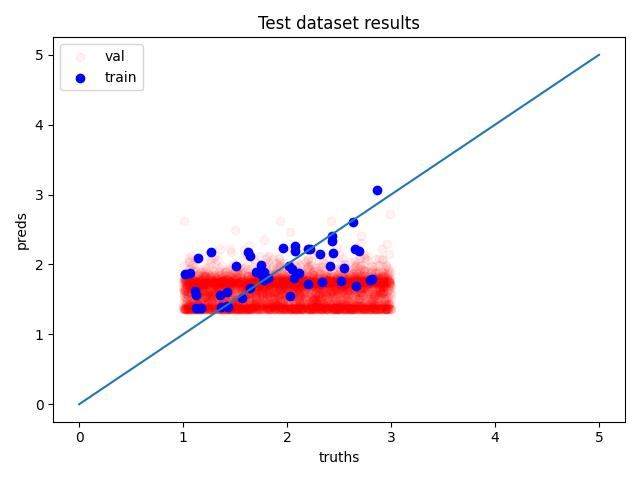 Test dataset results
val
train
preds
5
4
3
2
1
0
0 1 2 3 4 5
truths